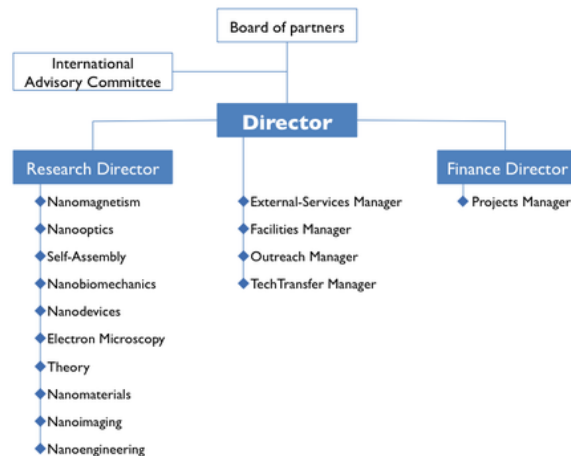 Board of partners
International
Advisory Committee
Director
Research Director
Nanomagnetism
Nanooptics
Self-Assembly
Nanobiomechanics
Nanodevices
Electron Microscopy
Theory
Nanomaterials
Nanoimaging
Nanoengineering
External-Services Manager
Facilities Manager
Outreach Manager
TechTransfer Manager
Finance Director
Projects Manager